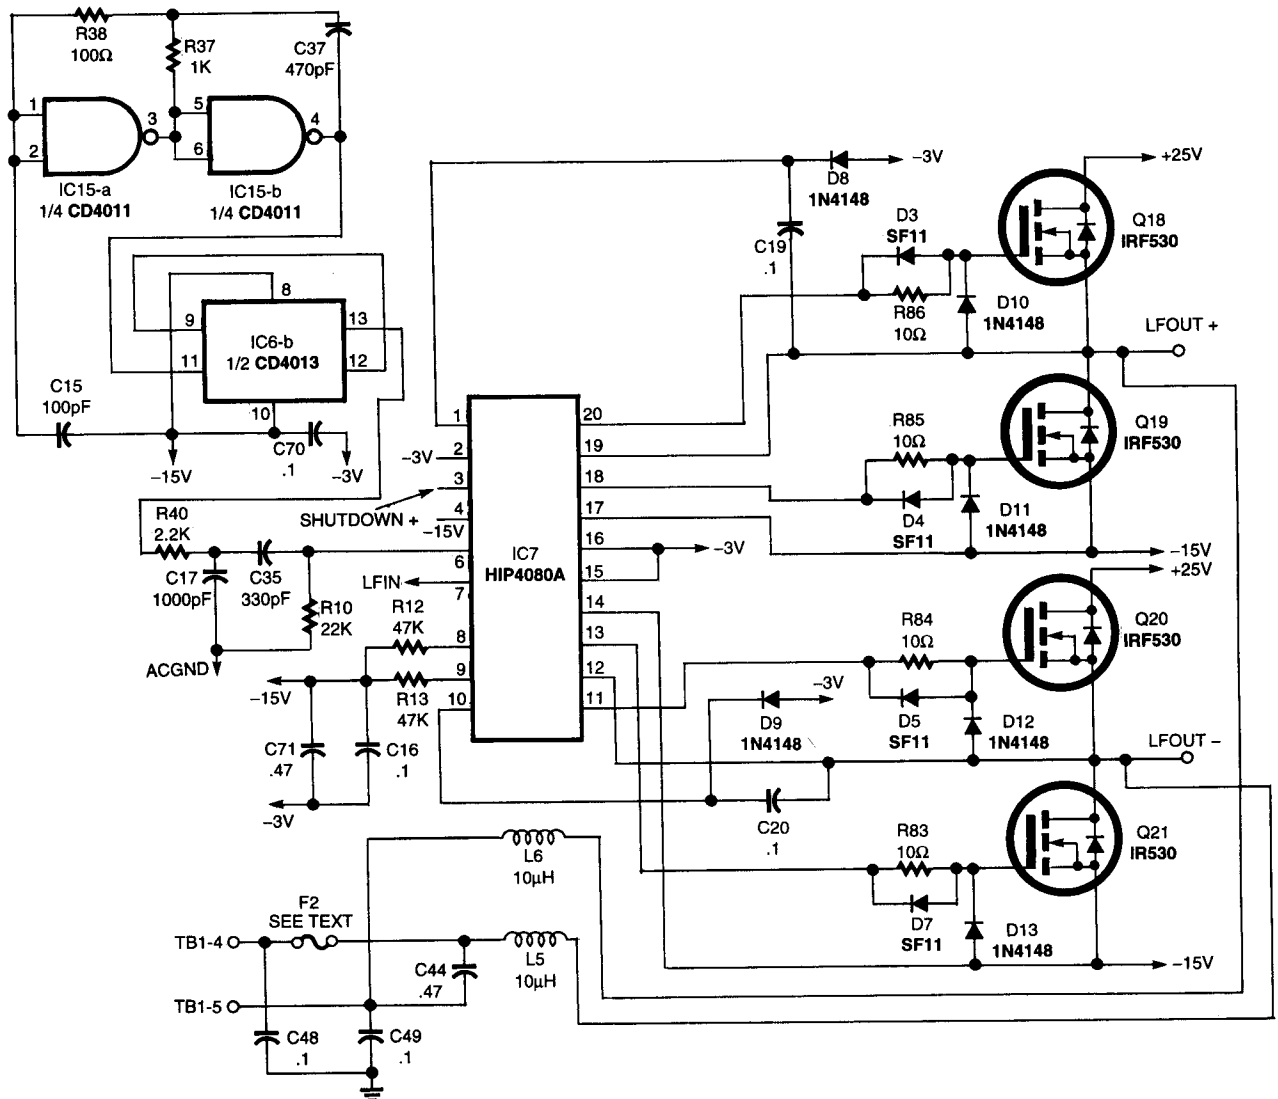 R38
100Ω
R37
1K
C37
470pF
1
2
3
5
6
4
IC15-a
1/4 CD4011
IC15-b
1/4 CD4011
8
9
11
13
12
10
IC6-b
1/2 CD4013
C15
100pF
–15V
C70
.1
–3V
–3V
D8
1N4148
C19
.1
D3
SF11
R86
10Ω
D10
1N4148
+25V
Q18
IRF530
LFOUT +
R85
10Ω
D4
SF11
D11
1N4148
Q19
IRF530
–15V
+25V
1
–3V 2
3
SHUTDOWN +
4
–15V
6
LFIN
7
8
9
10
IC7
HIP4080A
20
19
18
17
16
15
14
13
12
11
–3V
R40
2.2K
C17
1000pF
C35
330pF
R10
22K
ACGND
R12
47K
R13
47K
–15V
C71
.47
C16
.1
–3V
R84
10Ω
D5
SF11
D12
1N4148
Q20
IRF530
–3V
D9
1N4148
C20
.1
LFOUT –
R83
10Ω
D7
SF11
D13
1N4148
Q21
IR530
–15V
L6
10μH
F2
SEE TEXT
TB1-4
L5
10μH
C44
.47
TB1-5
C48
.1
C49
.1